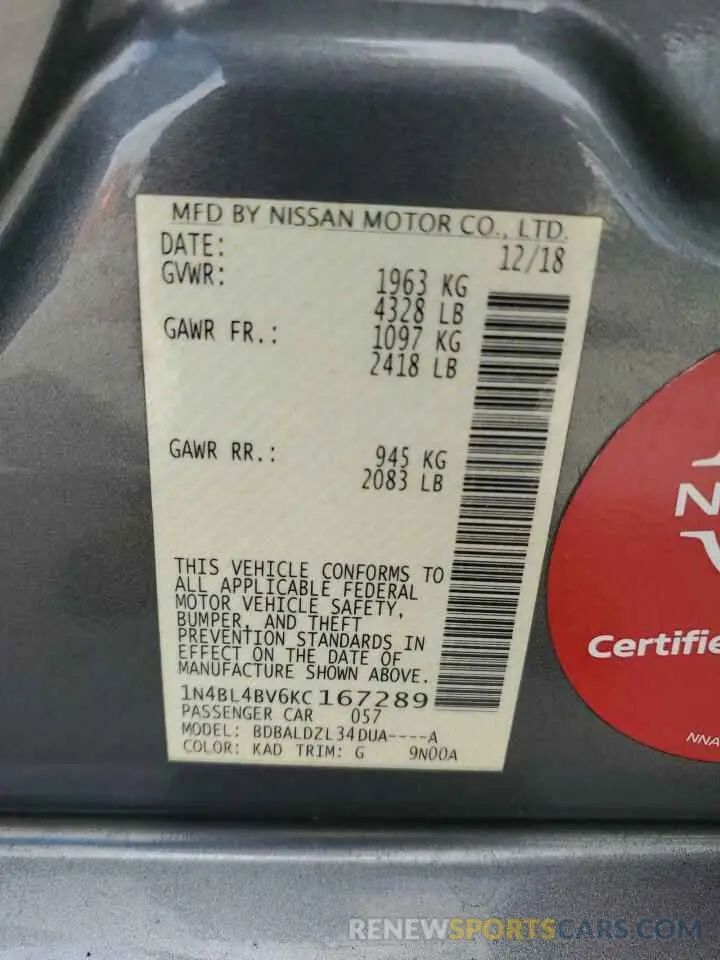 MFD BY NISSAN MOTOR CO., LTD.
DATE: 12/18
GVWR: 1963 KG
4328 LB
GAWR FR.: 1097 KG
2418 LB
GAWR RR.: 945 KG
2083 LB
THIS VEHICLE CONFORMS TO
ALL APPLICABLE FEDERAL
MOTOR VEHICLE SAFETY,
BUMPER, AND THEFT
PREVENTION STANDARDS IN
EFFECT ON THE DATE OF
MANUFACTURE SHOWN ABOVE.
1N4BL4BV6KC167289
PASSENGER CAR 057
MODEL: BDBALDZL34DUA----A
COLOR: KAD TRIM: G 9N00A
N
Certifie
NNA
RENEWSPORTSCARS.COM